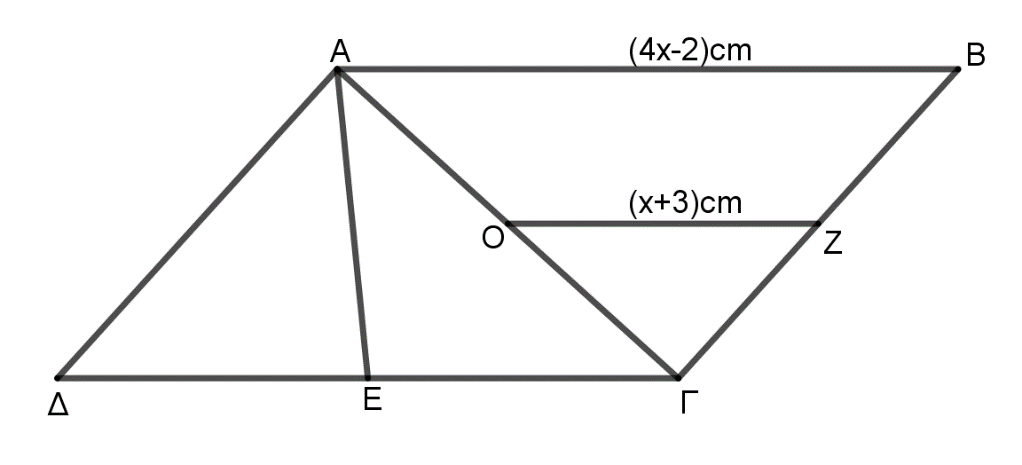 (4x-2)cm
Α
Β
(x+3)cm
Ο
Ζ
Δ
Ε
Γ